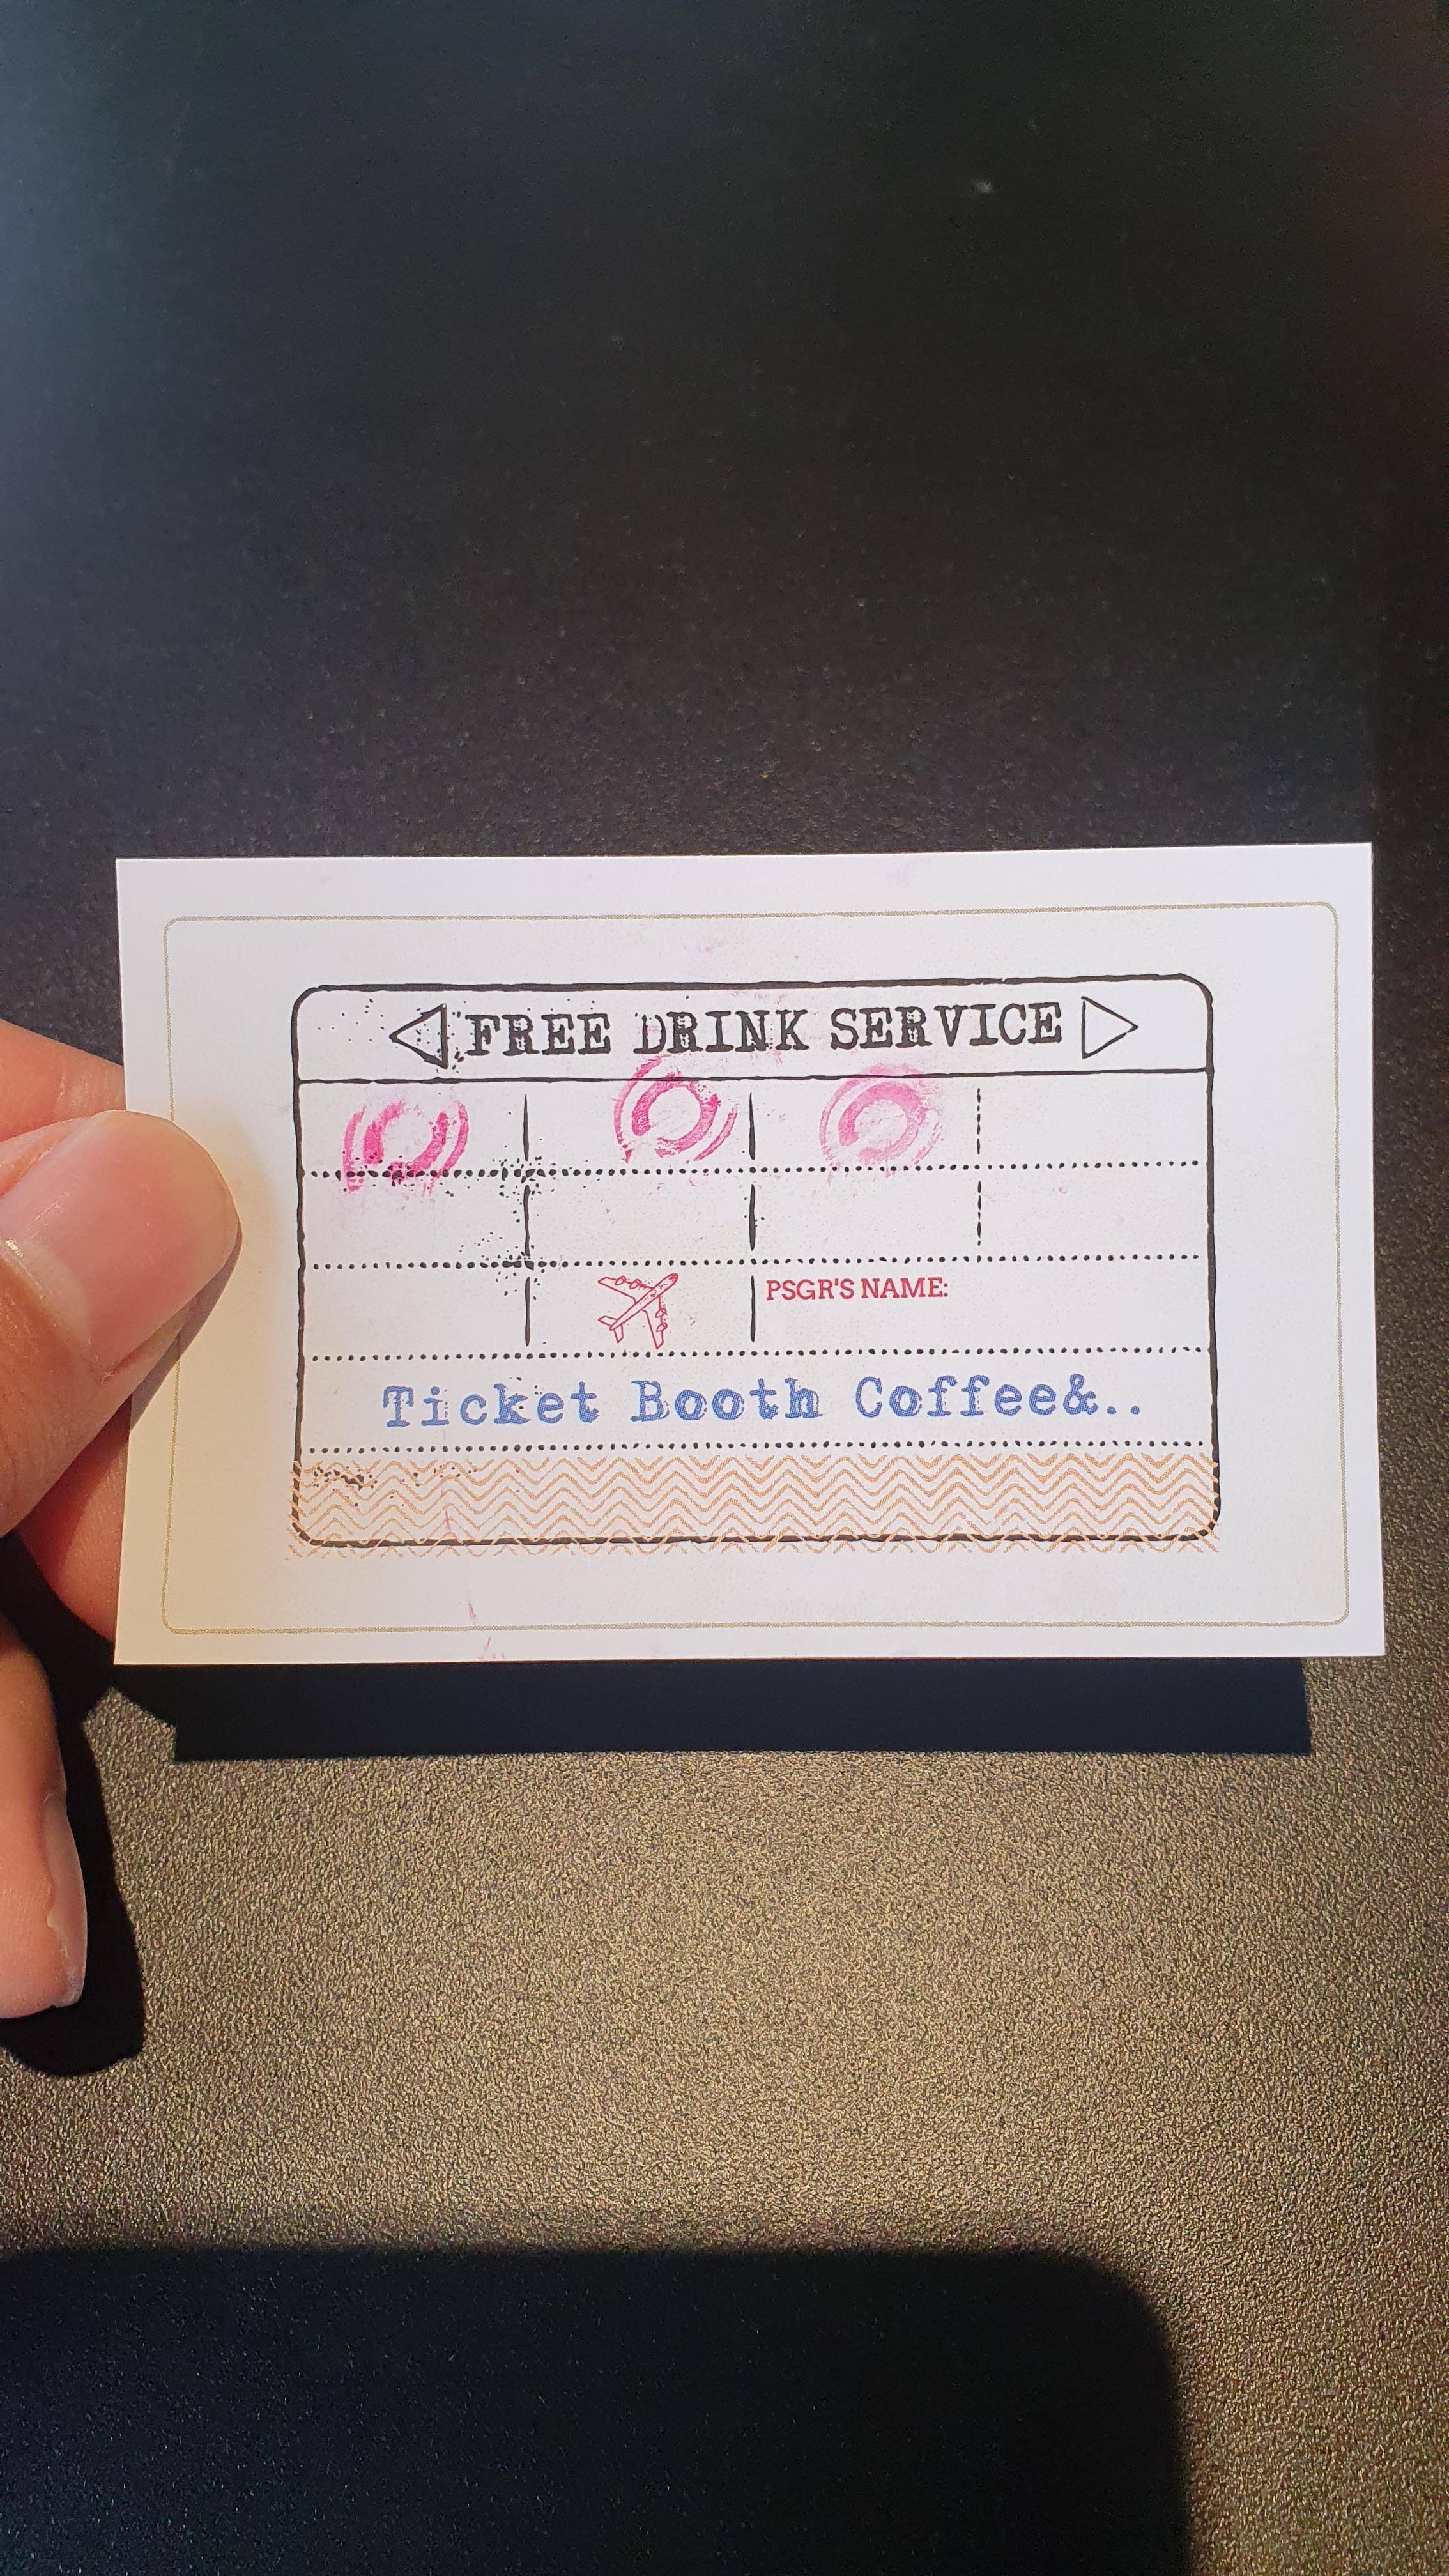 FREE DRINK SERVICE
PSGR'S NAME:
Ticket Booth Coffee&..